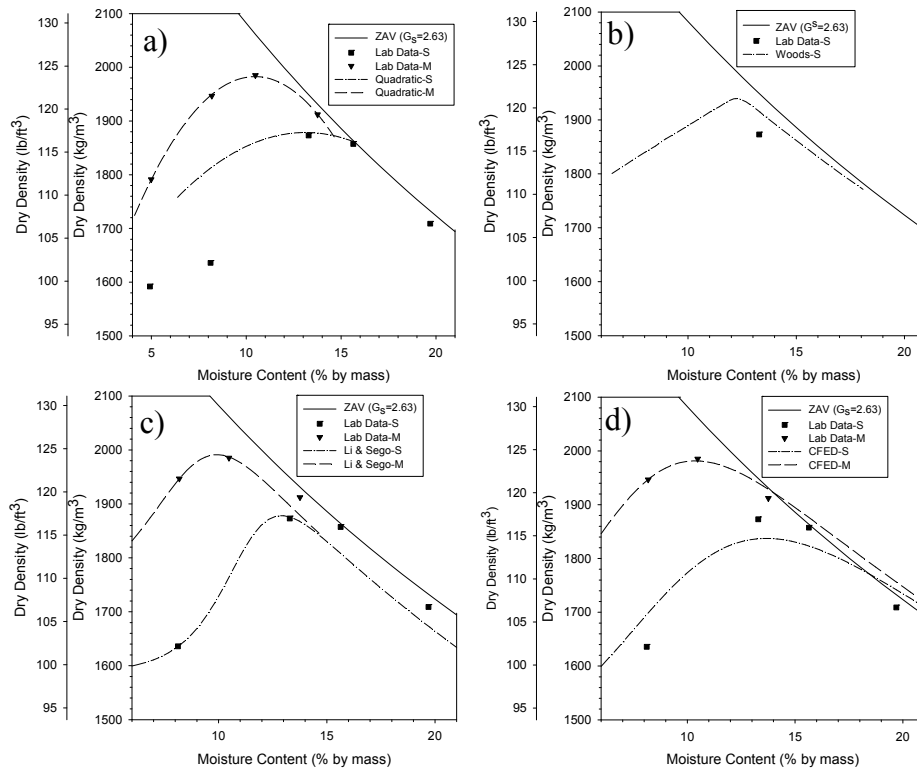 a)
ZAV (GS=2.63)
Lab Data-S
Lab Data-M
Quadratic-S
Quadratic-M
130
125
120
115
110
105
100
95
Dry Density (lb/ft3)
2100
2000
1900
1800
1700
1600
1500
Dry Density (kg/m3)
5
10
15
20
Moisture Content (% by mass)
b)
ZAV (GS=2.63)
Lab Data-S
Woods-S
130
125
120
115
110
105
100
95
Dry Density (lb/ft3)
2100
2000
1900
1800
1700
1600
1500
Dry Density (kg/m3)
10
15
20
Moisture Content (% by mass)
c)
ZAV (GS=2.63)
Lab Data-S
Lab Data-M
Li & Sego-S
Li & Sego-M
130
125
120
115
110
105
100
95
Dry Density (lb/ft3)
2100
2000
1900
1800
1700
1600
1500
Dry Density (kg/m3)
10
15
20
Moisture Content (% by mass)
d)
ZAV (GS=2.63)
Lab Data-S
Lab Data-M
CFED-S
CFED-M
130
125
120
115
110
105
100
95
Dry Density (lb/ft3)
2100
2000
1900
1800
1700
1600
1500
Dry Density (kg/m3)
10
15
20
Moisture Content (% by mass)